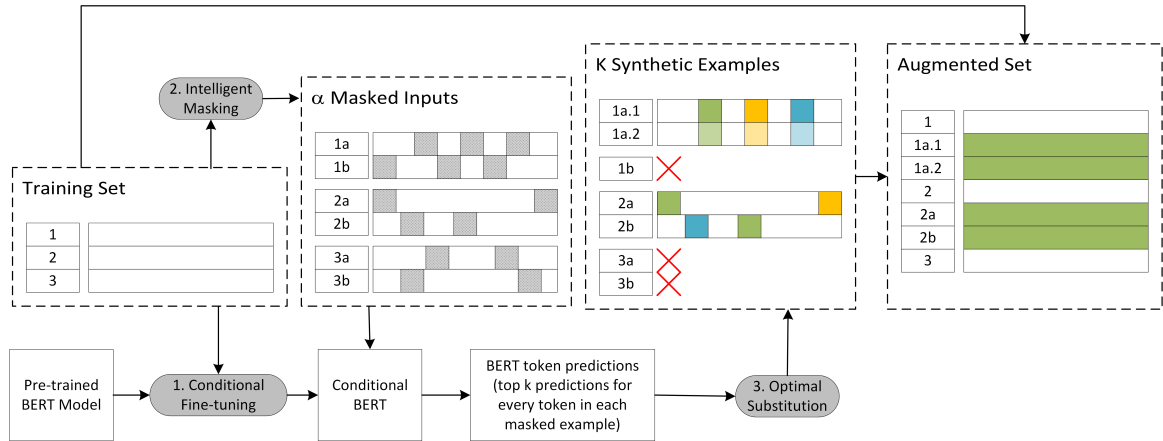 2. Intelligent
Masking
Training Set
1
2
3
α Masked Inputs
1a
1b
2a
2b
3a
3b
K Synthetic Examples
1a.1
1a.2
1b
2a
2b
3a
3b
Augmented Set
1
1a.1
1a.2
2
2a
2b
3
Pre-trained
BERT Model
1. Conditional
Fine-tuning
Conditional
BERT
BERT token predictions
(top k predictions for
every token in each
masked example)
3. Optimal
Substitution